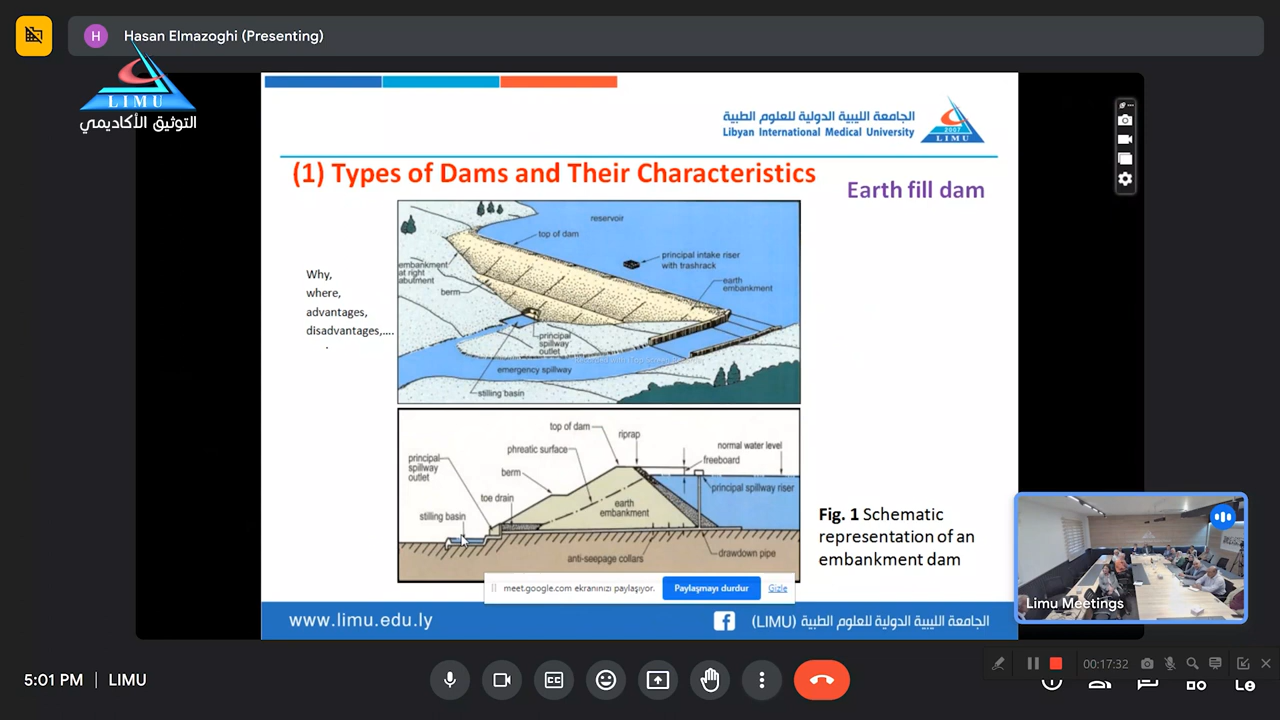 H
Hasan Elmazoghi (Presenting)
LIMU
التوثيق الأكاديمي
الجامعة الليبية الدولية للعلوم الطبية
Libyan International Medical University
2007
LIMU
(1) Types of Dams and Their Characteristics
Earth fill dam
Why,
where,
advantages,
disadvantages,....
.
reservoir
top of dam
principal intake riser
with trashrack
embankment
at right
abutment
berm
earth
embankment
principal
spillway
outlet
emergency spillway
stilling basin
top of dam
riprap
normal water level
phreatic surface
freeboard
principal
spillway
outlet
berm
principal spillway riser
toe drain
earth
embankment
stilling basin
anti-seepage collars
drawdown pipe
Fig. 1 Schematic
representation of an
embankment dam
meet.google.com ekranınızı paylaşıyor.
Paylaşmayı durdur
Gizle
www.limu.edu.ly
الجامعة الليبية الدولية للعلوم الطبية (LIMU)
Limu Meetings
00:17:32
5:01 PM | LIMU